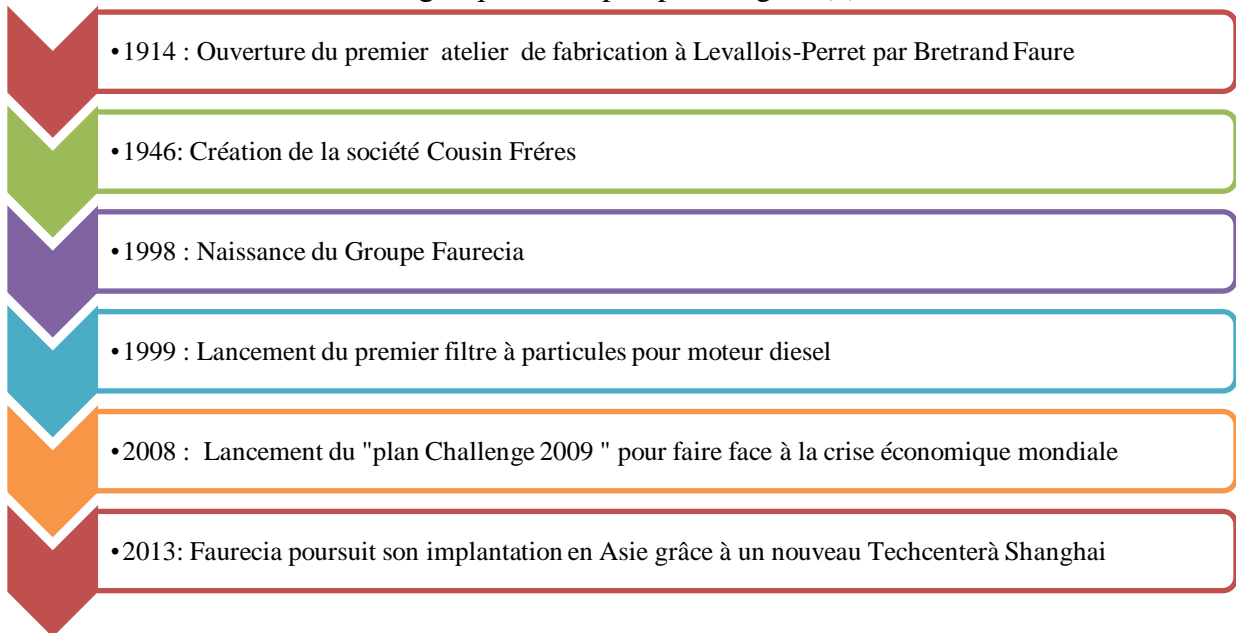 •1914 : Ouverture du premier atelier de fabrication à Levallois-Perret par Bretrand Faure
•1946: Création de la société Cousin Fréres
•1998 : Naissance du Groupe Faurecia
•1999 : Lancement du premier filtre à particules pour moteur diesel
•2008 : Lancement du "plan Challenge 2009 " pour faire face à la crise économique mondiale
•2013: Faurecia poursuit son implantation en Asie grâce à un nouveau Techcenterà Shanghai